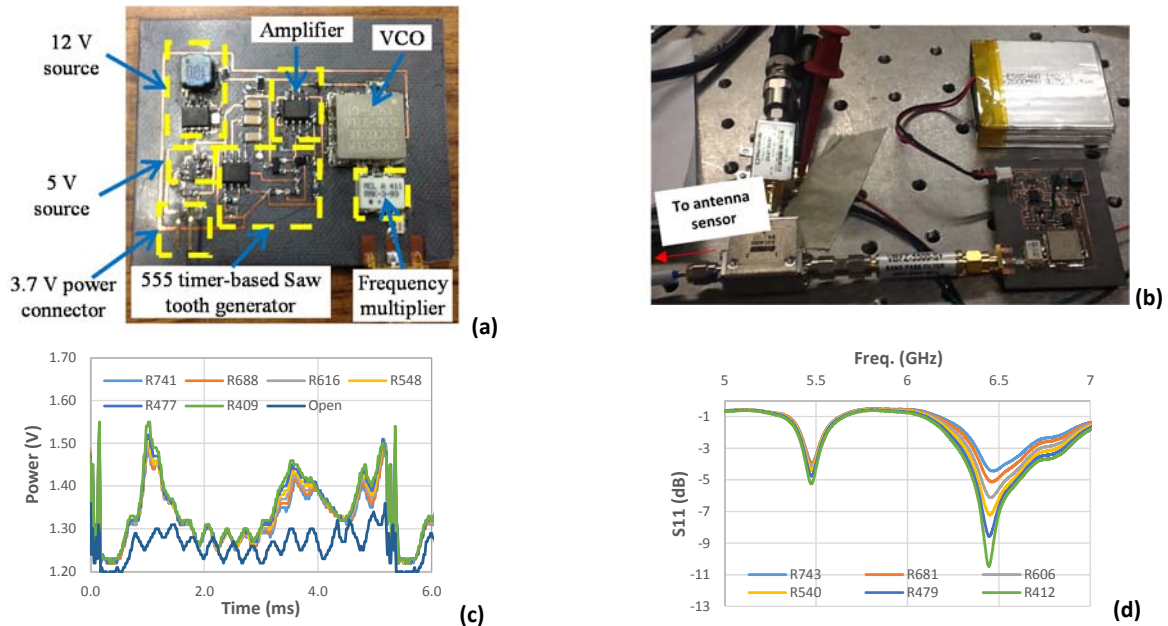 12 V
source
Amplifier
VCO
5 V
source
3.7 V power
connector
555 timer-based Saw
tooth generator
Frequency
multiplier
(a)
To antenna
sensor
(b)
1.70
1.60
1.50
1.40
1.30
1.20
Power (V)
R741 R688 R616 R548
R477 R409 Open
0.0 2.0 4.0 6.0
Time (ms)
(c)
Freq. (GHz)
5 5.5 6 6.5 7
-1
-3
-5
-7
-9
-11
-13
S11 (dB)
R743 R681 R606
R540 R479 R412
(d)